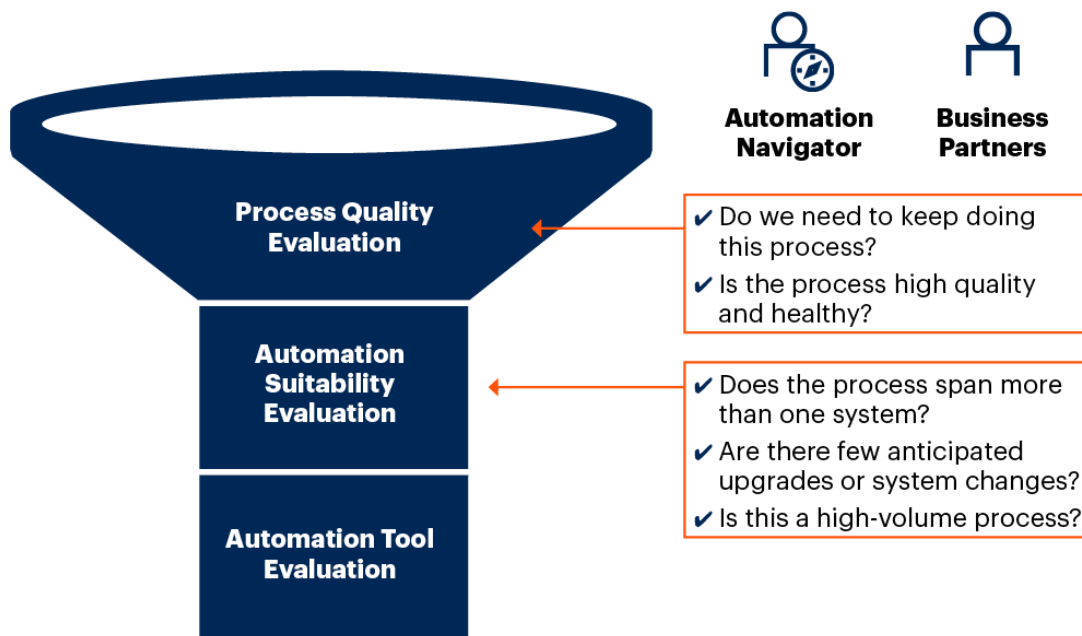 Automation
Navigator
Business
Partners
Process Quality
Evaluation
✔ Do we need to keep doing
this process?
✔ Is the process high quality
and healthy?
Automation
Suitability
Evaluation
✔ Does the process span more
than one system?
✔ Are there few anticipated
upgrades or system changes?
✔ Is this a high-volume process?
Automation Tool
Evaluation